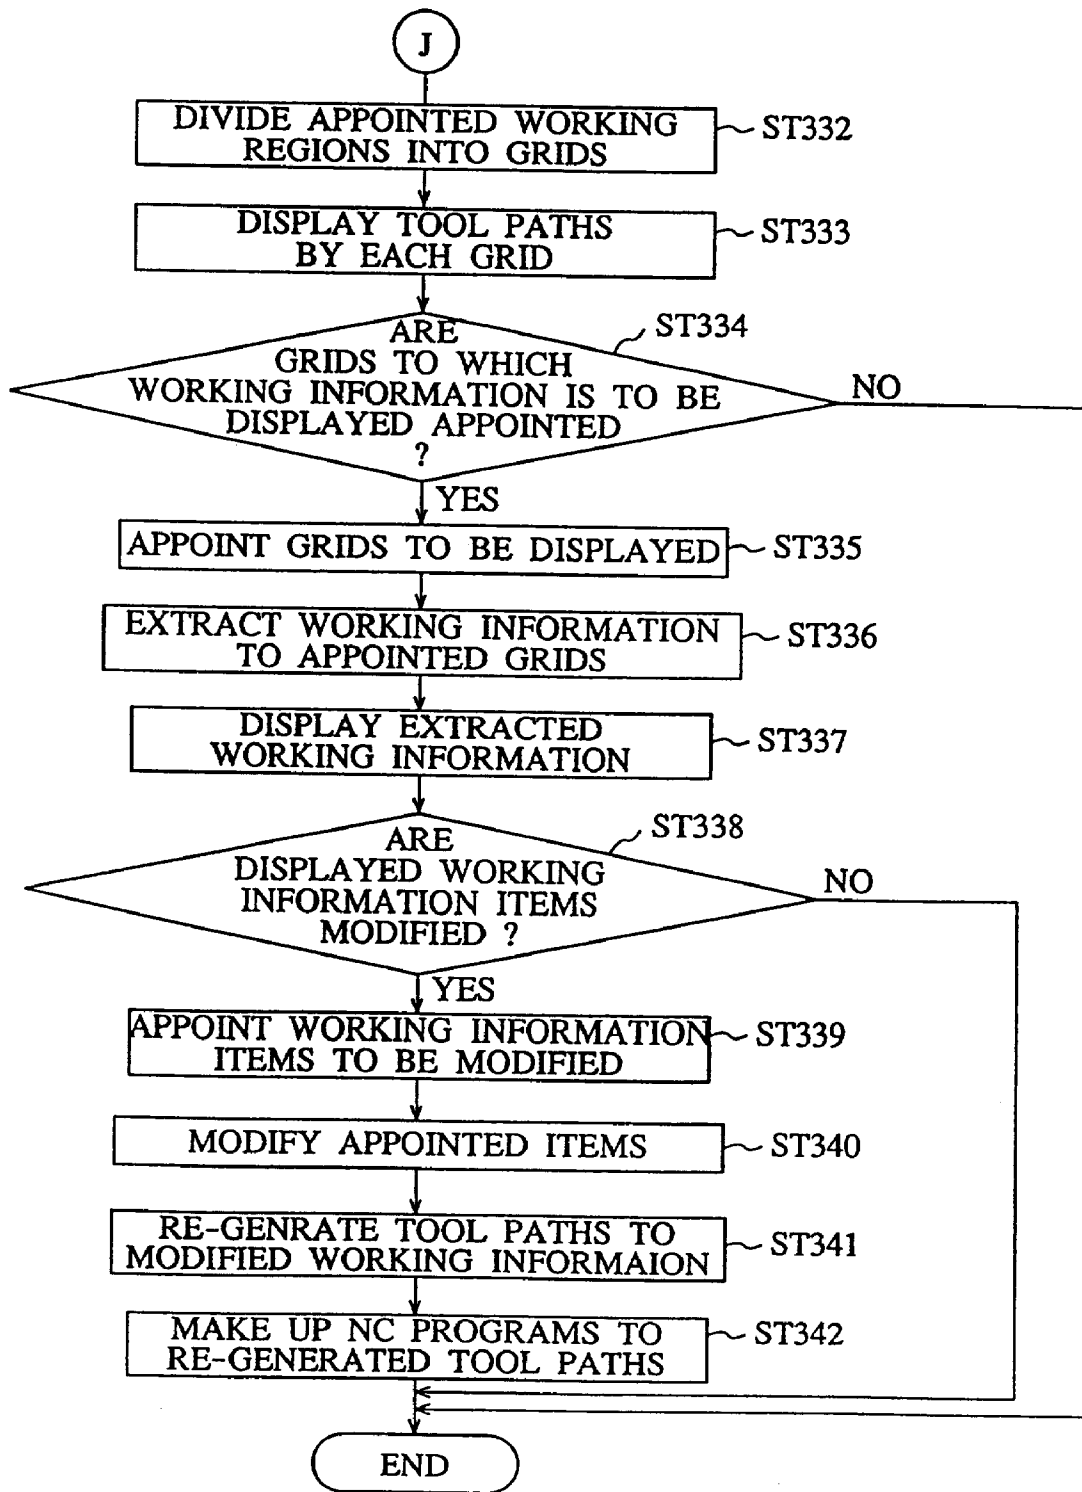 J
DIVIDE APPOINTED WORKING
REGIONS INTO GRIDS
ST332
DISPLAY TOOL PATHS
BY EACH GRID
ST333
ARE
GRIDS TO WHICH
WORKING INFORMATION IS TO BE
DISPLAYED APPOINTED
?
ST334
NO
YES
APPOINT GRIDS TO BE DISPLAYED
ST335
EXTRACT WORKING INFORMATION
TO APPOINTED GRIDS
ST336
DISPLAY EXTRACTED
WORKING INFORMATION
ST337
ARE
DISPLAYED WORKING
INFORMATION ITEMS
MODIFIED ?
ST338
NO
YES
APPOINT WORKING INFORMATION
ITEMS TO BE MODIFIED
ST339
MODIFY APPOINTED ITEMS
ST340
RE-GENRATE TOOL PATHS TO
MODIFIED WORKING INFORMAION
ST341
MAKE UP NC PROGRAMS TO
RE-GENERATED TOOL PATHS
ST342
END